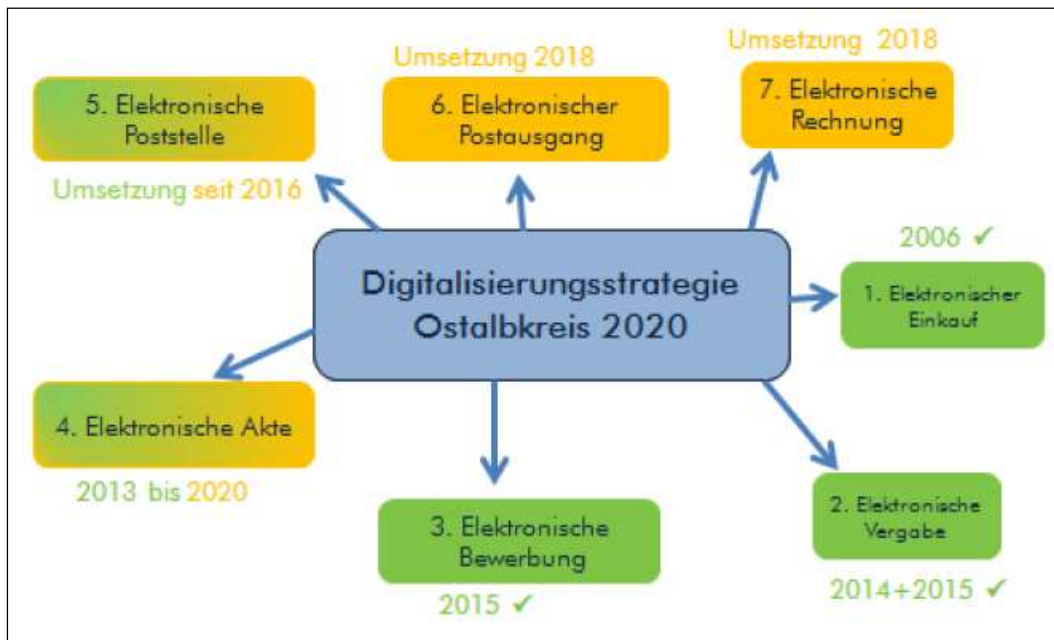 Umsetzung 2018
Umsetzung 2018
5. Elektronische
Poststelle
6. Elektronischer
Postausgang
7. Elektronische
Rechnung
Umsetzung seit 2016
2006 ✓
Digitalisierungsstrategie
Ostalbkreis 2020
1. Elektronischer
Einkauf
4. Elektronische Akte
2013 bis 2020
3. Elektronische
Bewerbung
2015 ✓
2. Elektronische
Vergabe
2014+2015 ✓